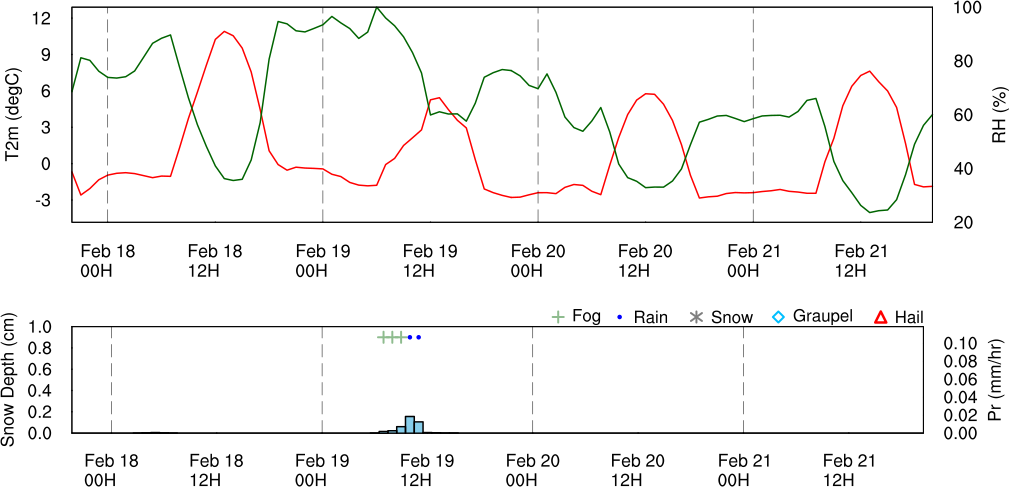 12
9
6
3
0
-3
T2m (degC)
100
80
60
40
20
RH (%)
Feb 18 00H
Feb 18 12H
Feb 19 00H
Feb 19 12H
Feb 20 00H
Feb 20 12H
Feb 21 00H
Feb 21 12H
Fog Rain Snow Graupel Hail
1.0
0.8
0.6
0.4
0.2
0.0
Snow Depth (cm)
0.10
0.08
0.06
0.04
0.02
0.00
Pr (mm/hr)
Feb 18 00H
Feb 18 12H
Feb 19 00H
Feb 19 12H
Feb 20 00H
Feb 20 12H
Feb 21 00H
Feb 21 12H